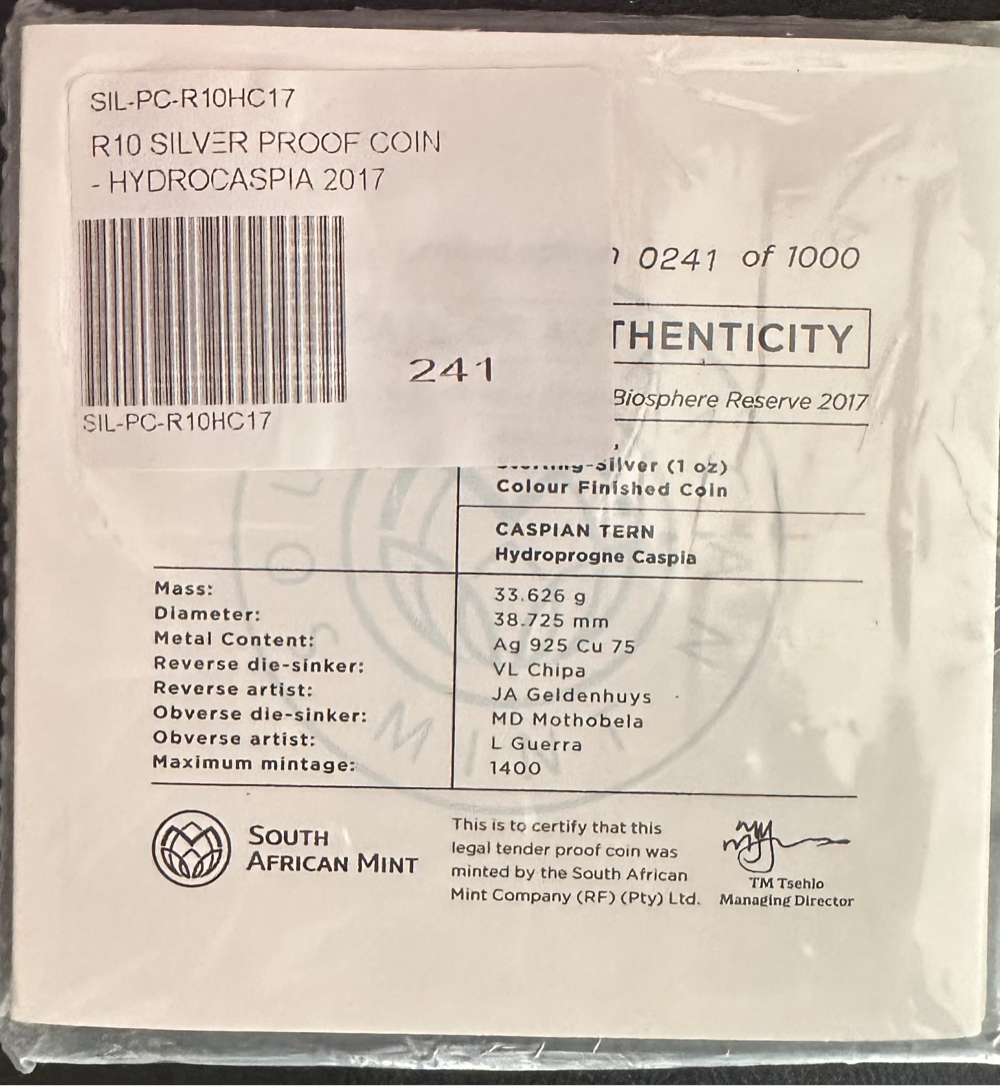 SIL-PC-R10HC17
R10 SILVER PROOF COIN
- HYDROCASPIA 2017
241
SIL-PC-R10HC17
0241 of 1000
THENTICITY
Biosphere Reserve 2017
-Silver (1 oz)
Colour Finished Coin
CASPIAN TERN
Hydroprogne Caspia
Mass: 33.626 g
Diameter: 38.725 mm
Metal Content: Ag 925 Cu 75
Reverse die-sinker: VL Chipa
Reverse artist: JA Geldenhuys
Obverse die-sinker: MD Mothobela
Obverse artist: L Guerra
Maximum mintage: 1400
SOUTH
AFRICAN MINT
This is to certify that this
legal tender proof coin was
minted by the South African
Mint Company (RF) (Pty) Ltd.
TM Tsehlo
Managing Director